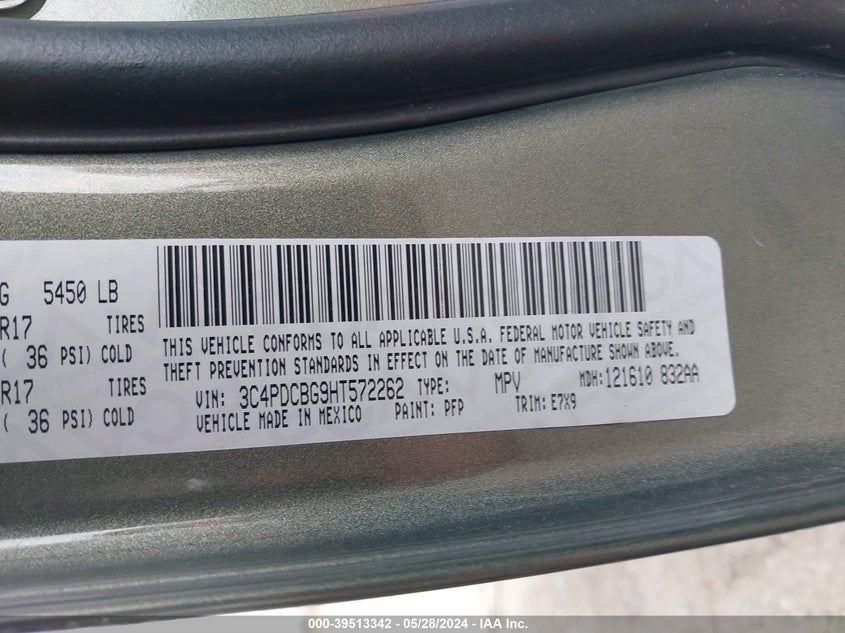 G 5450 LB
R17 TIRES
( 36 PSI) COLD
R17 TIRES
( 36 PSI) COLD
THIS VEHICLE CONFORMS TO ALL APPLICABLE U.S.A. FEDERAL MOTOR VEHICLE SAFETY AND
THEFT PREVENTION STANDARDS IN EFFECT ON THE DATE OF MANUFACTURE SHOWN ABOVE.
VIN: 3C4PDCBG9HT572262 TYPE: MPV MDH:121610 832AA
VEHICLE MADE IN MEXICO PAINT: PFP TRIM: E7X9
000-39513342 - 05/28/2024 - IAA Inc.